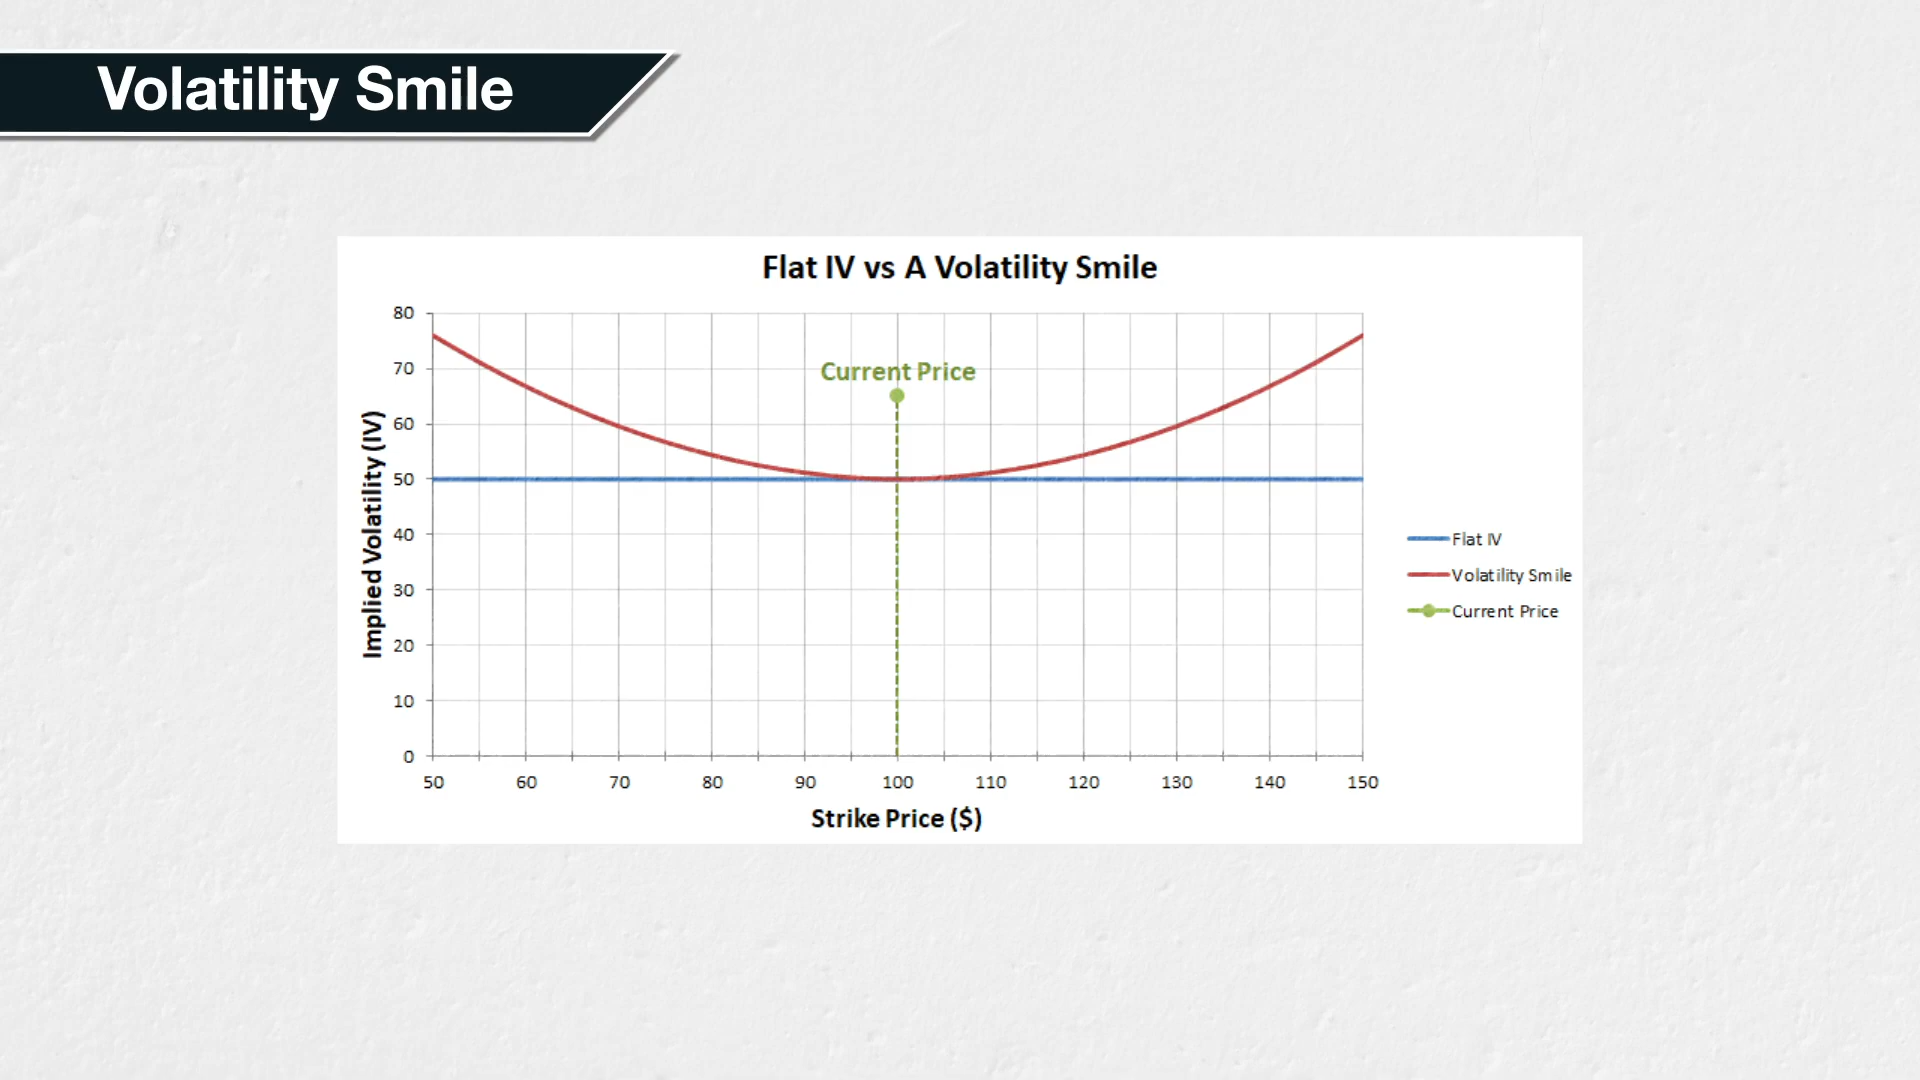 Volatility Smile
Flat IV vs A Volatility Smile
80
70
60
50
40
30
20
10
0
Implied Volatility (IV)
Current Price
50 60 70 80 90 100 110 120 130 140 150
Strike Price ($)
Flat IV
Volatility Smile
Current Price